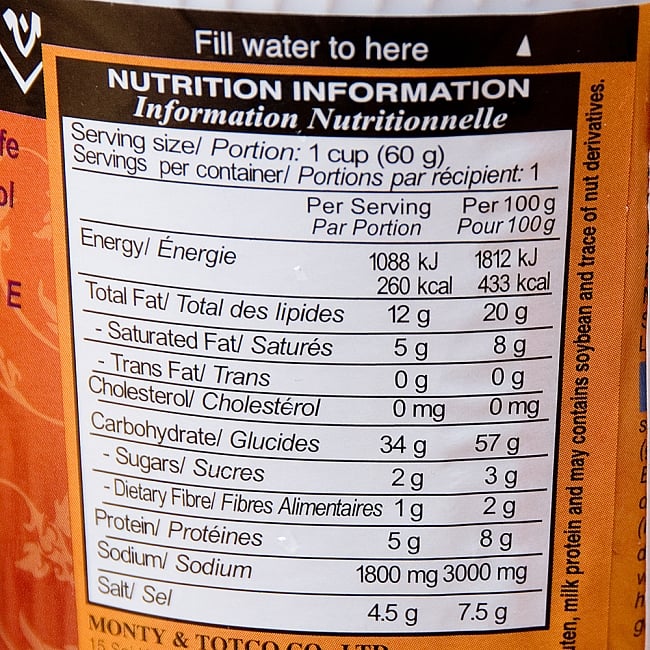 Fill water to here
NUTRITION INFORMATION
Information Nutritionnelle
Serving size/ Portion: 1 cup (60 g)
Servings per container/ Portions par récipient: 1
Per Serving Per 100 g
Par Portion Pour 100 g
Energy/ Énergie 1088 kJ 1812 kJ
260 kcal 433 kcal
Total Fat/ Total des lipides 12 g 20 g
- Saturated Fat/ Saturés 5 g 8 g
- Trans Fat/ Trans 0 g 0 g
Cholesterol/ Cholestérol 0 mg 0 mg
Carbohydrate/ Glucides 34 g 57 g
- Sugars/ Sucres 2 g 3 g
- Dietary Fibre/ Fibres Alimentaires 1 g 2 g
Protein/ Protéines 5 g 8 g
Sodium/ Sodium 1800 mg 3000 mg
Salt/ Sel 4.5 g 7.5 g
MONTY & TOTCO CO., LTD.
milk protein and may contains soybean and trace of nut derivatives.